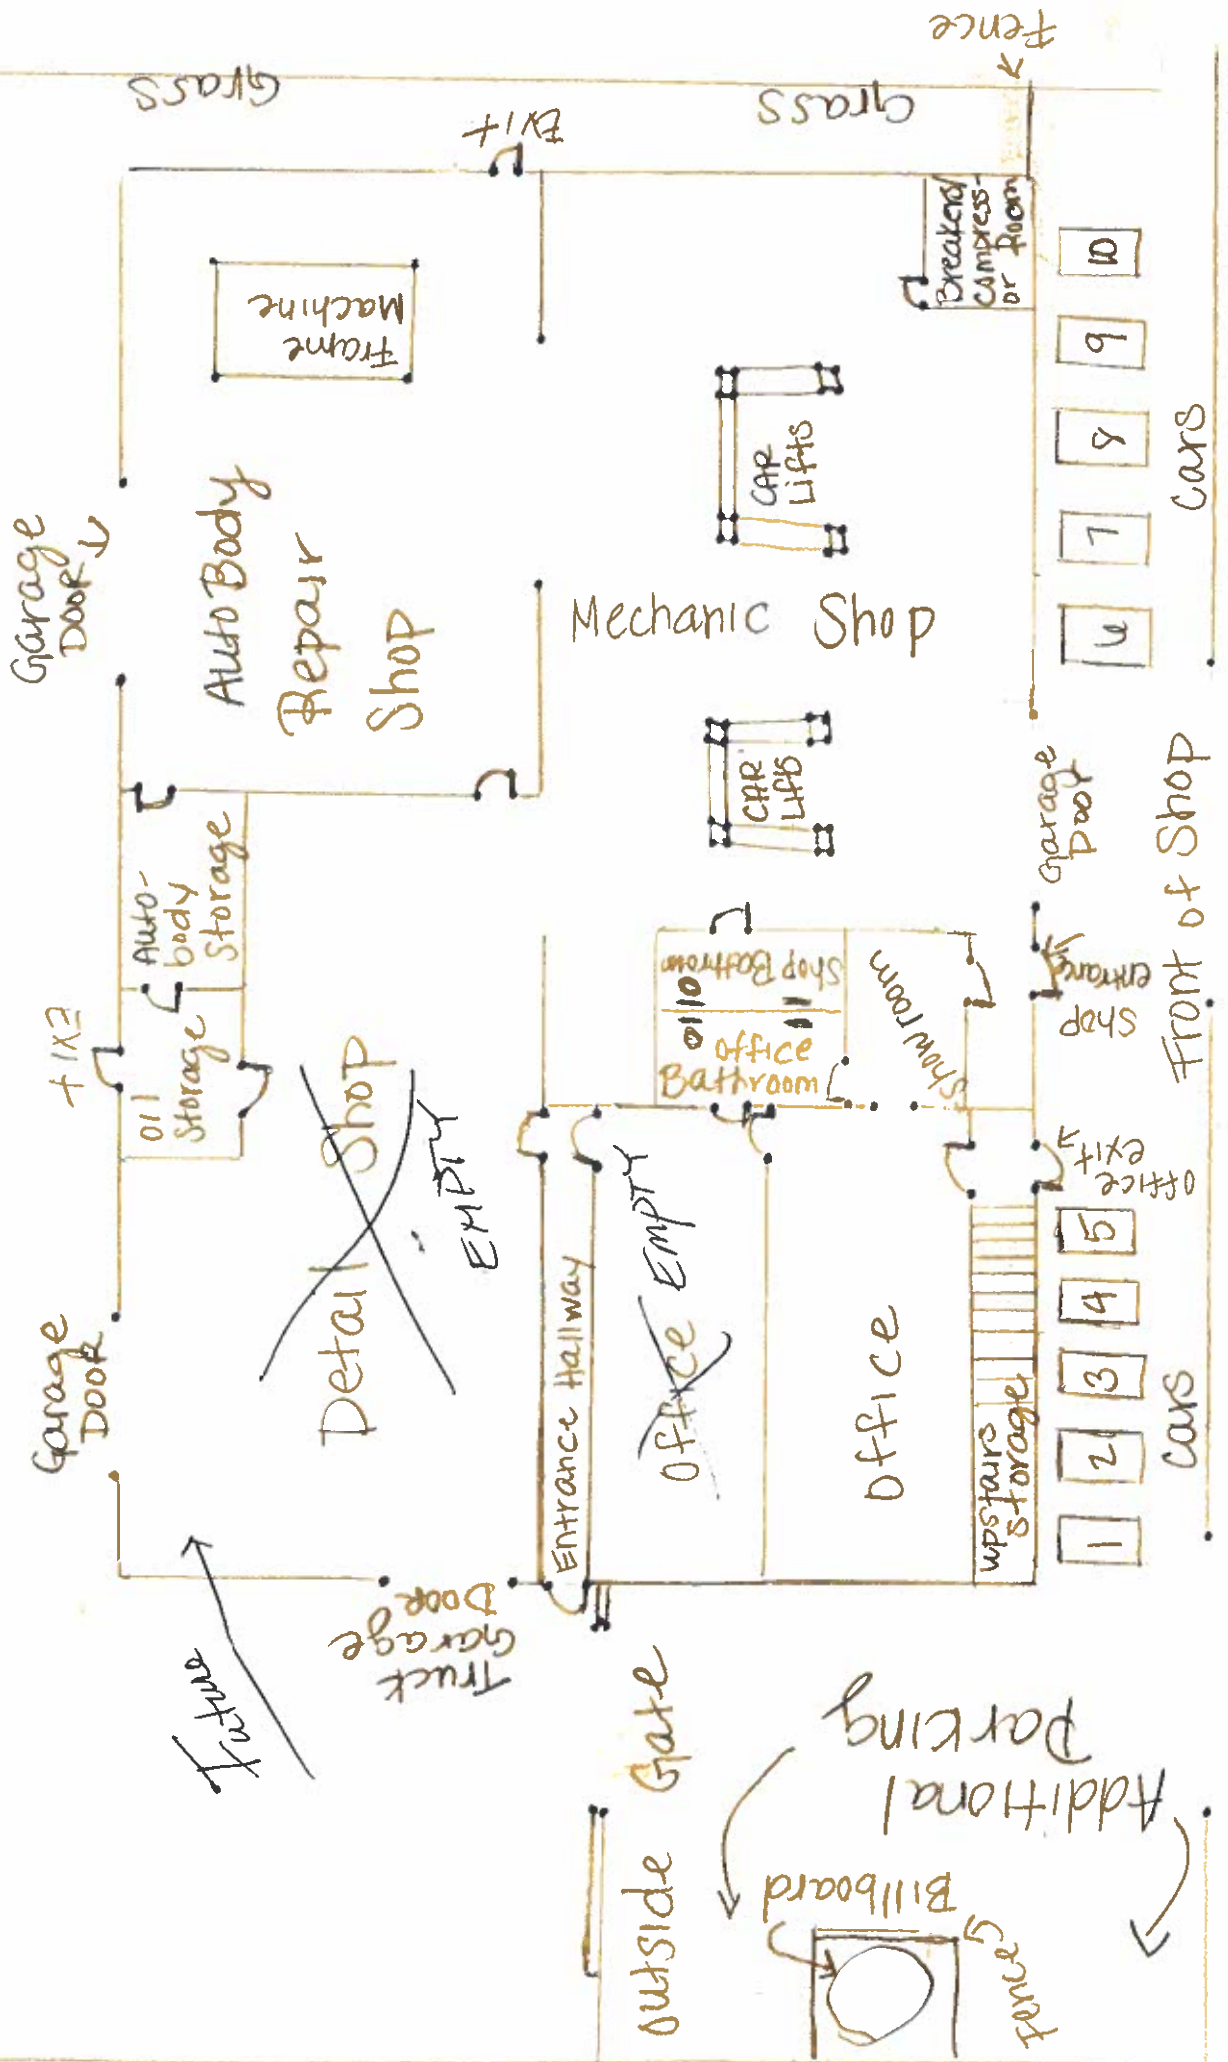 Fence
Grass
Grass
Exit
Frame
Machine
Breakers/
compress-
or Room
Garage
DOOR
Auto Body
Repair
Shop
CAR
Lifts
Mechanic Shop
CAR
Lifts
10
9
8
7
6
Cars
Auto-
body
Storage
Exit
oil
Storage
Garage
Door
Shop Bathroom
office
Bathroom
Showroom
Shop
entrance
Front of Shop
office
exit
Detail Shop
EMPTY
Entrance Hallway
Office EMPTY
Office
upstairs
storage
5
4
3
2
1
Cars
Garage
DOOR
Future
Truck
Garage
DOOR
Outside Gate
Additional
Parking
Billboard
Fence